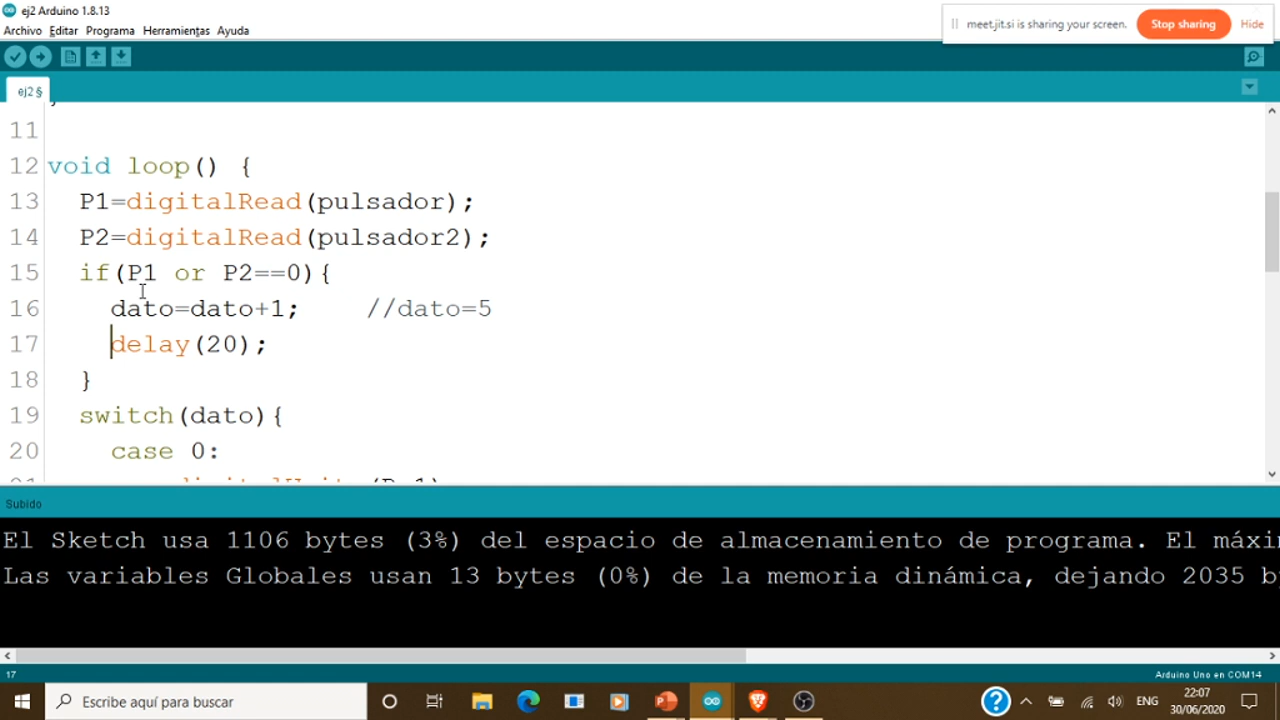 ej2 Arduino 1.8.13
Archivo Editar Programa Herramientas Ayuda
meet.jit.si is sharing your screen. Stop sharing Hide
ej2 §
11
12 void loop() {
13 P1=digitalRead(pulsador);
14 P2=digitalRead(pulsador2);
15 if(P1 or P2==0){
16 dato=dato+1; //dato=5
17 delay(20);
18 }
19 switch(dato){
20 case 0:
Subido
El Sketch usa 1106 bytes (3%) del espacio de almacenamiento de programa. El máxi
Las variables Globales usan 13 bytes (0%) de la memoria dinámica, dejando 2035 b
17 Arduino Uno en COM14
Escribe aquí para buscar
ENG
22:07
30/06/2020